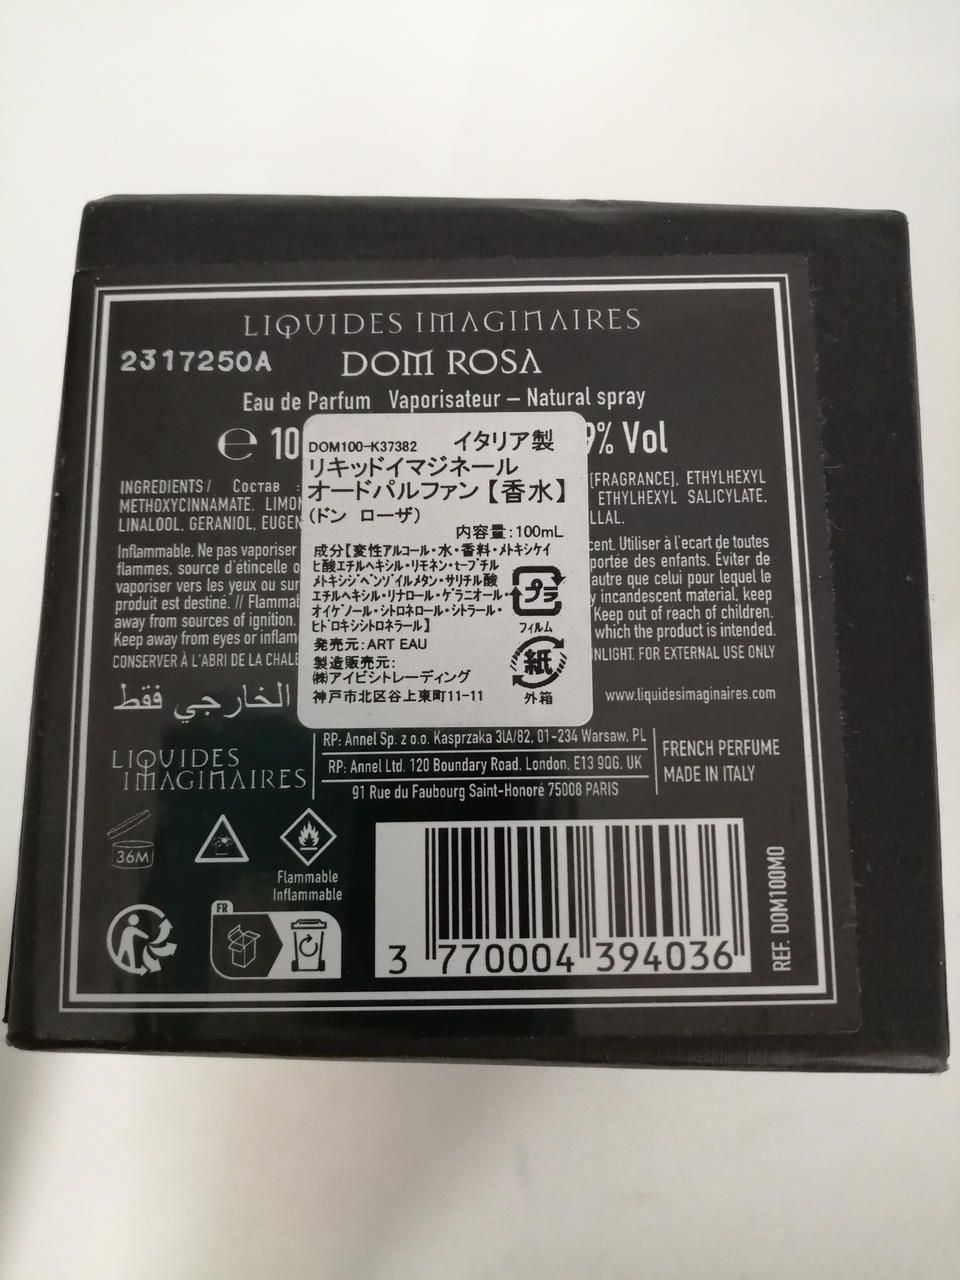 LIQUIDES IMAGINAIRES
2317250A
DOM ROSA
Eau de Parfum Vaporisateur – Natural spray
℮ 10
9% Vol
INGREDIENTS / Состав :
[FRAGRANCE], ETHYLHEXYL
METHOXYCINNAMATE, LIMON
ETHYLHEXYL SALICYLATE,
LINALOOL, GERANIOL, EUGEN
LLAL.
Inflammable. Ne pas vaporiser
cent. Utiliser à l'ecart de toutes
flammes, source d'étincelle o
portée des enfants. Éviter de
vaporiser vers les yeux ou sur
autre que celui pour lequel le
produit est destiné. // Flammal
y incandescent material, keep
away from sources of ignition.
Keep out of reach of children.
Keep away from eyes or inflam
which the product is intended.
CONSERVER À L'ABRI DE LA CHALE
NLIGHT. FOR EXTERNAL USE ONLY
الخارجي فقط
www.liquidesimaginaires.com
DOM100-K37382 イタリア製
リキッドイマジネール
オードパルファン【香水】
(ドン ローザ)
内容量:100mL
成分【変性アルコール・水・香料・メトキシケイ
ヒ酸エチルヘキシル・リモネン・t-ブチル
メトキシジベンゾイルメタン・サリチル酸
エチルヘキシル・リナロール・ゲラニオール・
オイゲノール・シトロネロール・シトラール・
ヒドロキシシトロネラール】
プラ
フィルム
発売元:ART EAU
製造販売元:
㈱アイビシトレーディング
神戸市北区谷上東町11-11
紙
外箱
LIQUIDES
IMAGINAIRES
RP: Annel Sp. z o.o. Kasprzaka 31A/82, 01-234 Warsaw, PL
RP: Annel Ltd. 120 Boundary Road, London, E13 9QG, UK
91 Rue du Faubourg Saint-Honoré 75008 PARIS
FRENCH PERFUME
MADE IN ITALY
36M
Flammable
Inflammable
FR
3 770004 394036
REF. DOM100MO